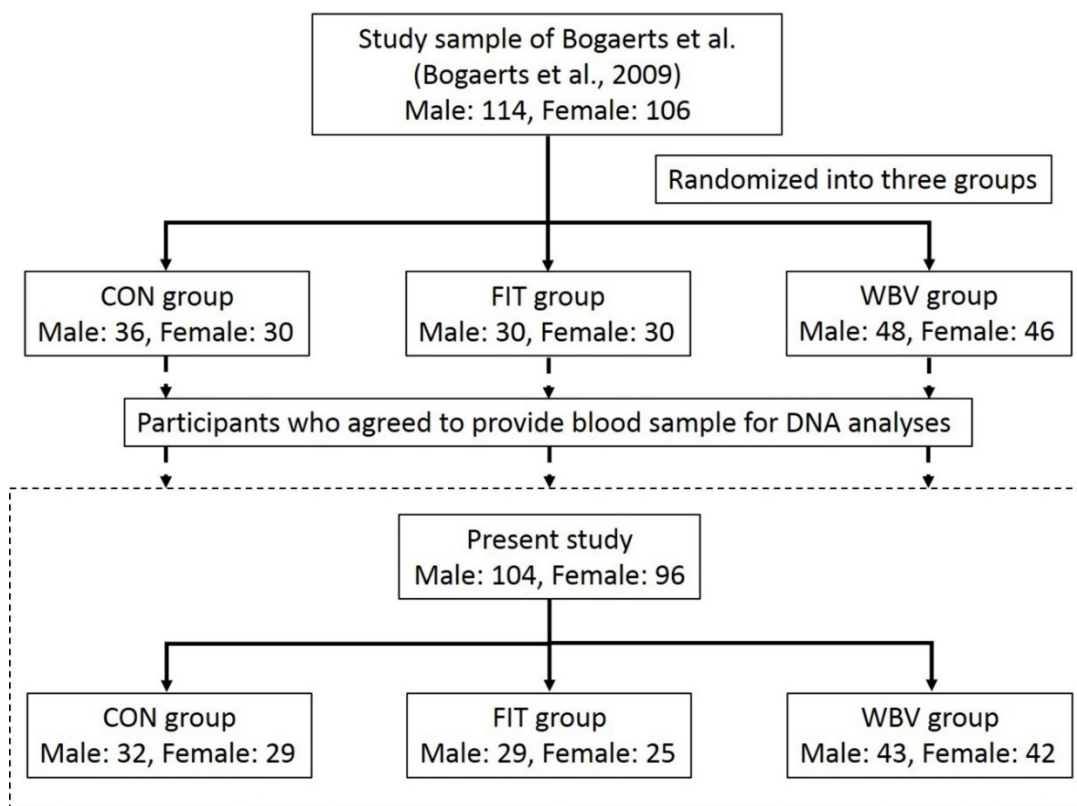 Study sample of Bogaerts et al.
(Bogaerts et al., 2009)
Male: 114, Female: 106
Randomized into three groups
CON group
Male: 36, Female: 30
FIT group
Male: 30, Female: 30
WBV group
Male: 48, Female: 46
Participants who agreed to provide blood sample for DNA analyses
Present study
Male: 104, Female: 96
CON group
Male: 32, Female: 29
FIT group
Male: 29, Female: 25
WBV group
Male: 43, Female: 42